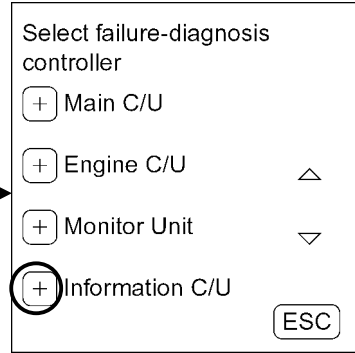 Select failure-diagnosis
controller
+ Main C/U
+ Engine C/U
+ Monitor Unit
+ Information C/U
ESC